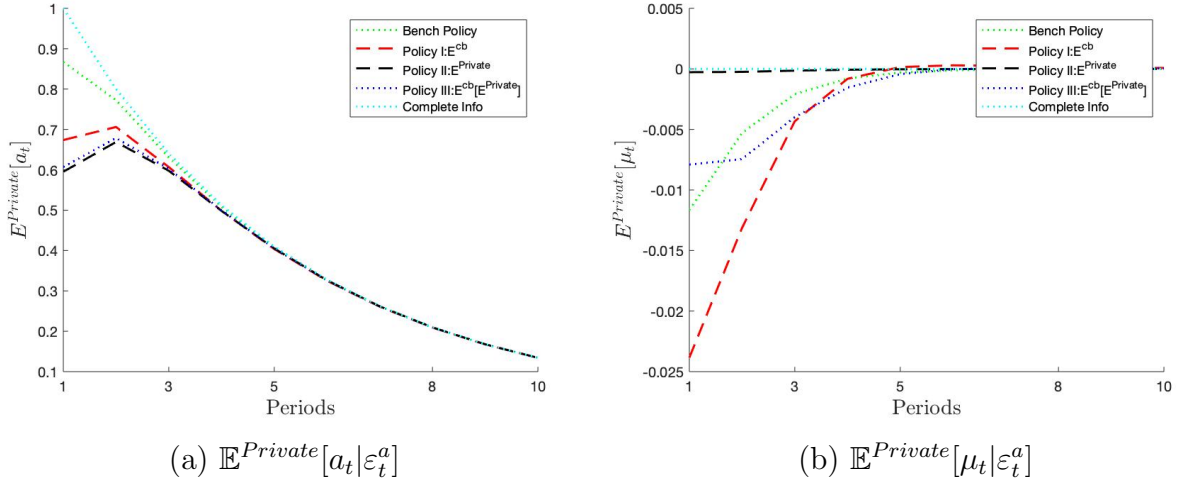 1
0.9
0.8
0.7
0.6
0.5
0.4
0.3
0.2
0.1
E^{Private}[a_t]
1 3 5 8 10
Periods
Bench Policy
Policy I:E^{cb}
Policy II:E^{Private}
Policy III:E^{cb}[E^{Private}]
Complete Info
(a) 𝔼^{Private}[a_t|ε_t^a]
0.005
0
-0.005
-0.01
-0.015
-0.02
-0.025
E^{Private}[μ_t]
1 3 5 8 10
Periods
Bench Policy
Policy I:E^{cb}
Policy II:E^{Private}
Policy III:E^{cb}[E^{Private}]
Complete Info
(b) 𝔼^{Private}[μ_t|ε_t^a]